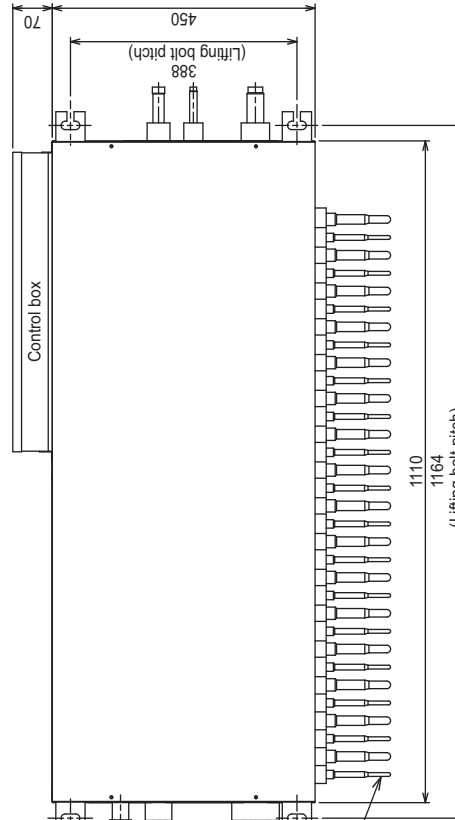 70
450
388
(Lifting bolt pitch)
Control box
1110
1164
(Lifting bolt pitch)